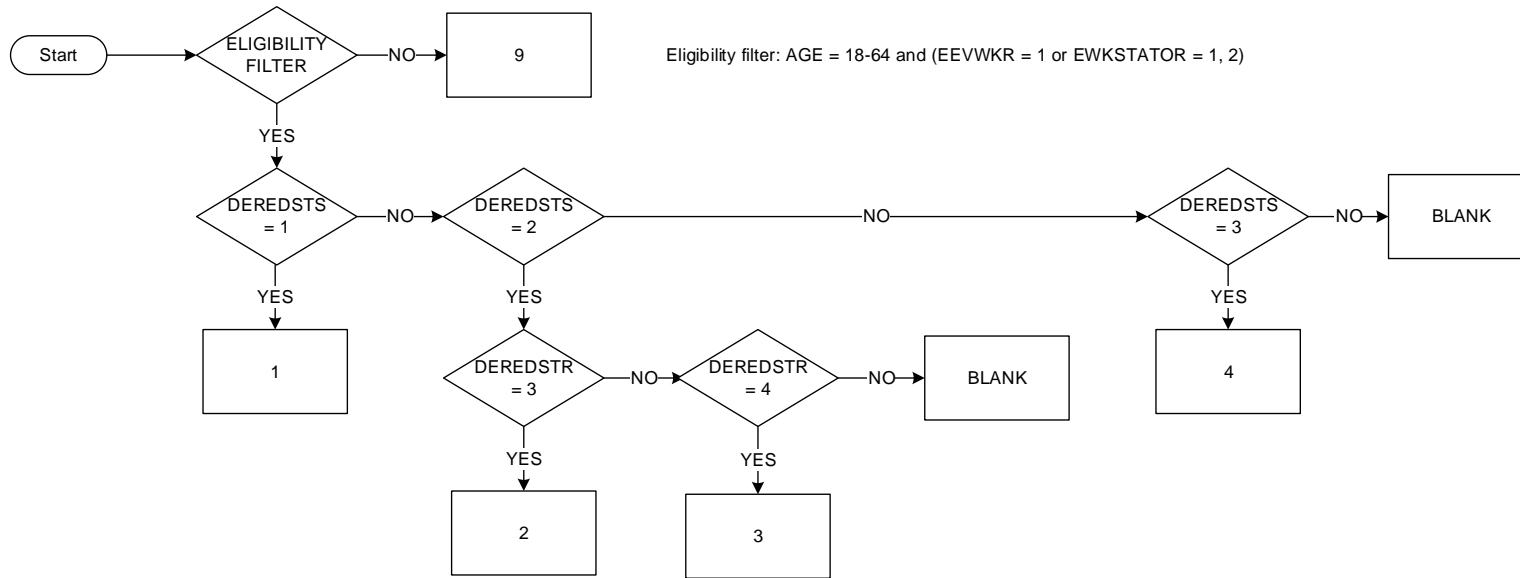 Start
ELIGIBILITY
FILTER
NO
9
Eligibility filter: AGE = 18-64 and (EEVWKR = 1 or EWKSTATOR = 1, 2)
YES
DEREDSTS
= 1
NO
DEREDSTS
= 2
NO
DEREDSTS
= 3
NO
BLANK
YES
YES
YES
1
DEREDSTR
= 3
NO
DEREDSTR
= 4
NO
BLANK
4
YES
YES
2
3